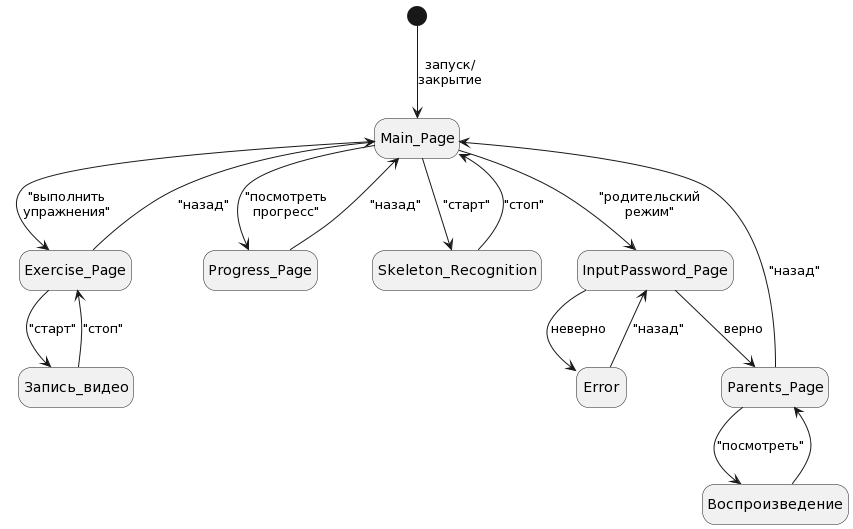 запуск/
закрытие
Main_Page
"выполнить
упражнения"
"назад"
"посмотреть
прогресс"
"назад"
"старт"
"стоп"
"родительский
режим"
"назад"
Exercise_Page
Progress_Page
Skeleton_Recognition
InputPassword_Page
"старт"
"стоп"
неверно
"назад"
верно
Запись_видео
Error
Parents_Page
"посмотреть"
Воспроизведение